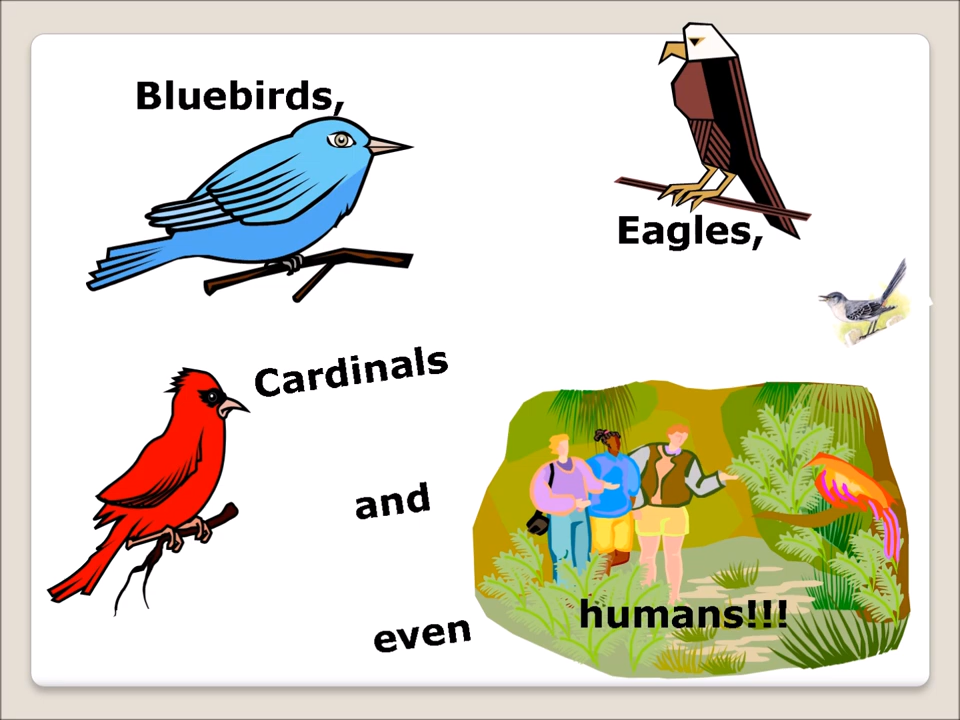 Bluebirds,
Eagles,
Cardinals
and
even
humans!!!